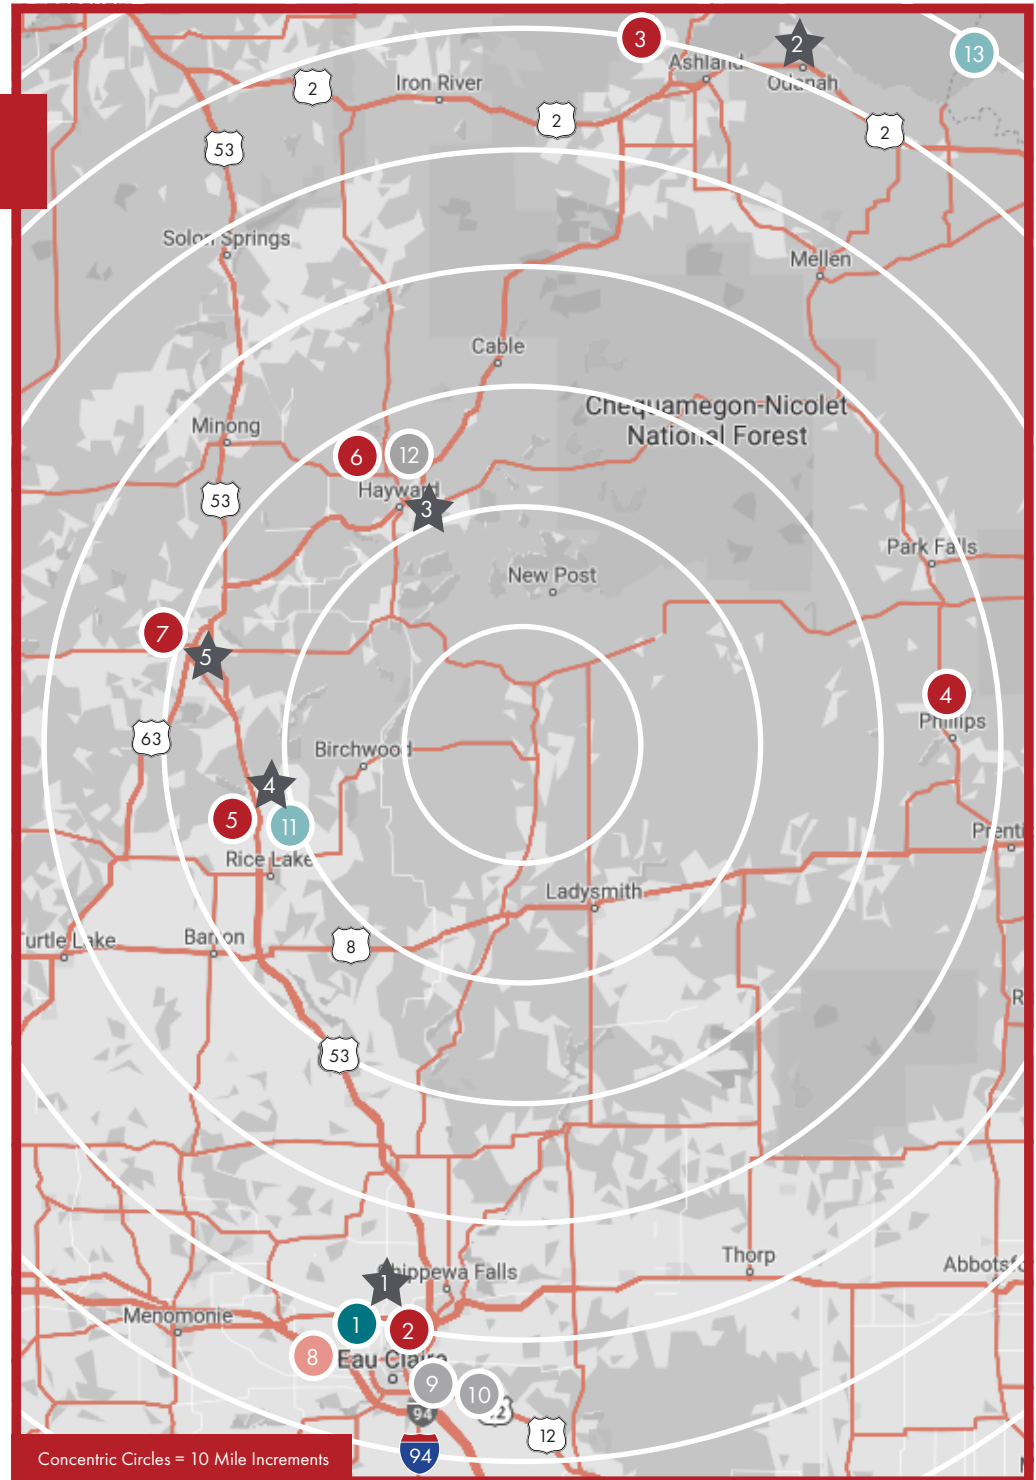 3
2
13
Ashland
Odanah
Iron River
2
2
2
53
Solon Springs
Mellen
Cable
Chequamegon-Nicolet
National Forest
Minong
6
12
Hayward
3
53
Park Falls
New Post
7
5
4
Phillips
63
Birchwood
4
5
11
Rice Lake
Prenti
Ladysmith
Turtle Lake
Barron
8
R
53
Thorp
Chippewa Falls
1
Abbotsfo
Menomonie
1
2
8
Eau Claire
9
10
94
12
12
94
Concentric Circles = 10 Mile Increments